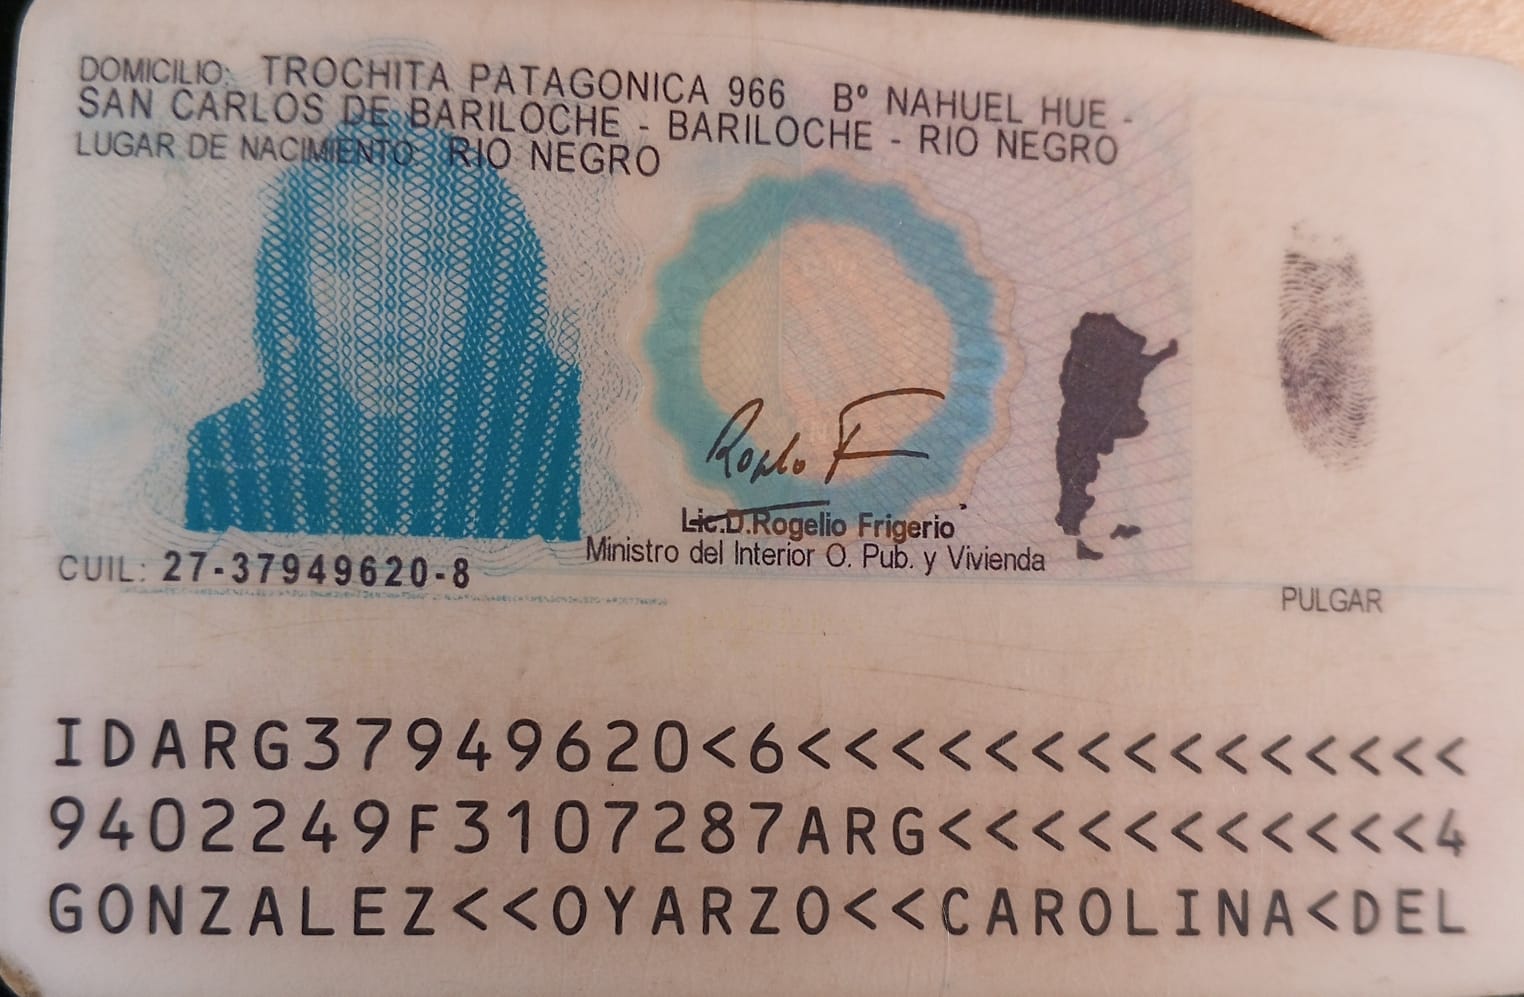 DOMICILIO: TROCHITA PATAGONICA 966 Bº NAHUEL HUE -
SAN CARLOS DE BARILOCHE - BARILOCHE - RIO NEGRO
LUGAR DE NACIMIENTO: RIO NEGRO
Lic.D.Rogelio Frigerio
Ministro del Interior O. Pub. y Vivienda
CUIL: 27-37949620-8
PULGAR
IDARG37949620<6<<<<<<<<<<<<<<<
9402249F3107287ARG<<<<<<<<<<<4
GONZALEZ<<OYARZO<<CAROLINA<DEL